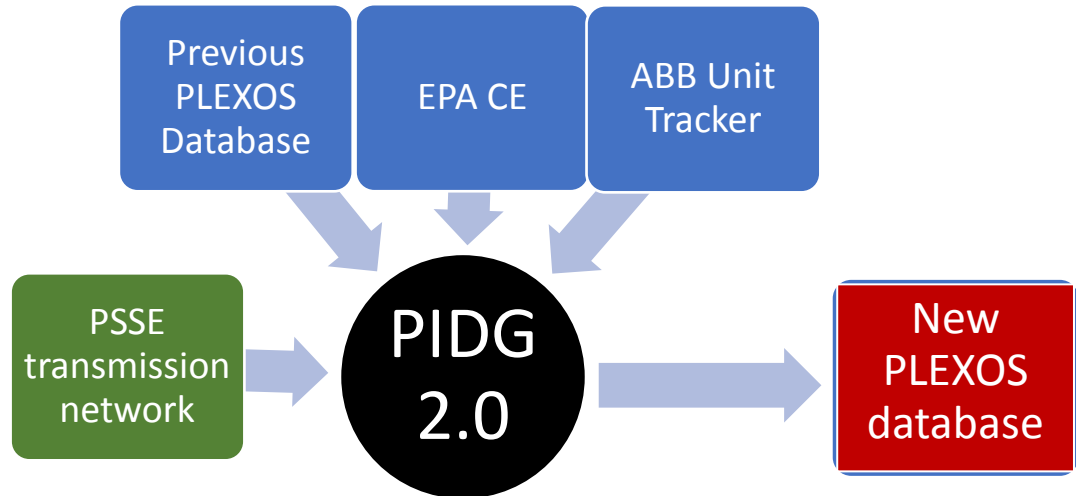 Previous
PLEXOS
Database
EPA CE
ABB Unit
Tracker
PSSE
transmission
network
PIDG
2.0
New
PLEXOS
database